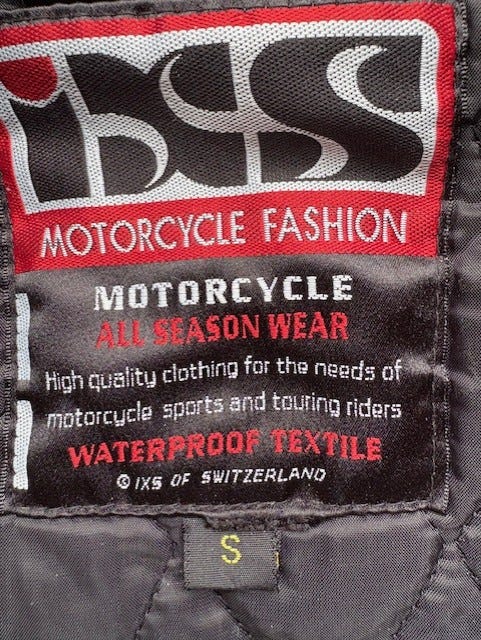 ixs
MOTORCYCLE FASHION
MOTORCYCLE
ALL SEASON WEAR
High quality clothing for the needs of
motorcycle sports and touring riders
WATERPROOF TEXTILE
© IXS OF SWITZERLAND
S